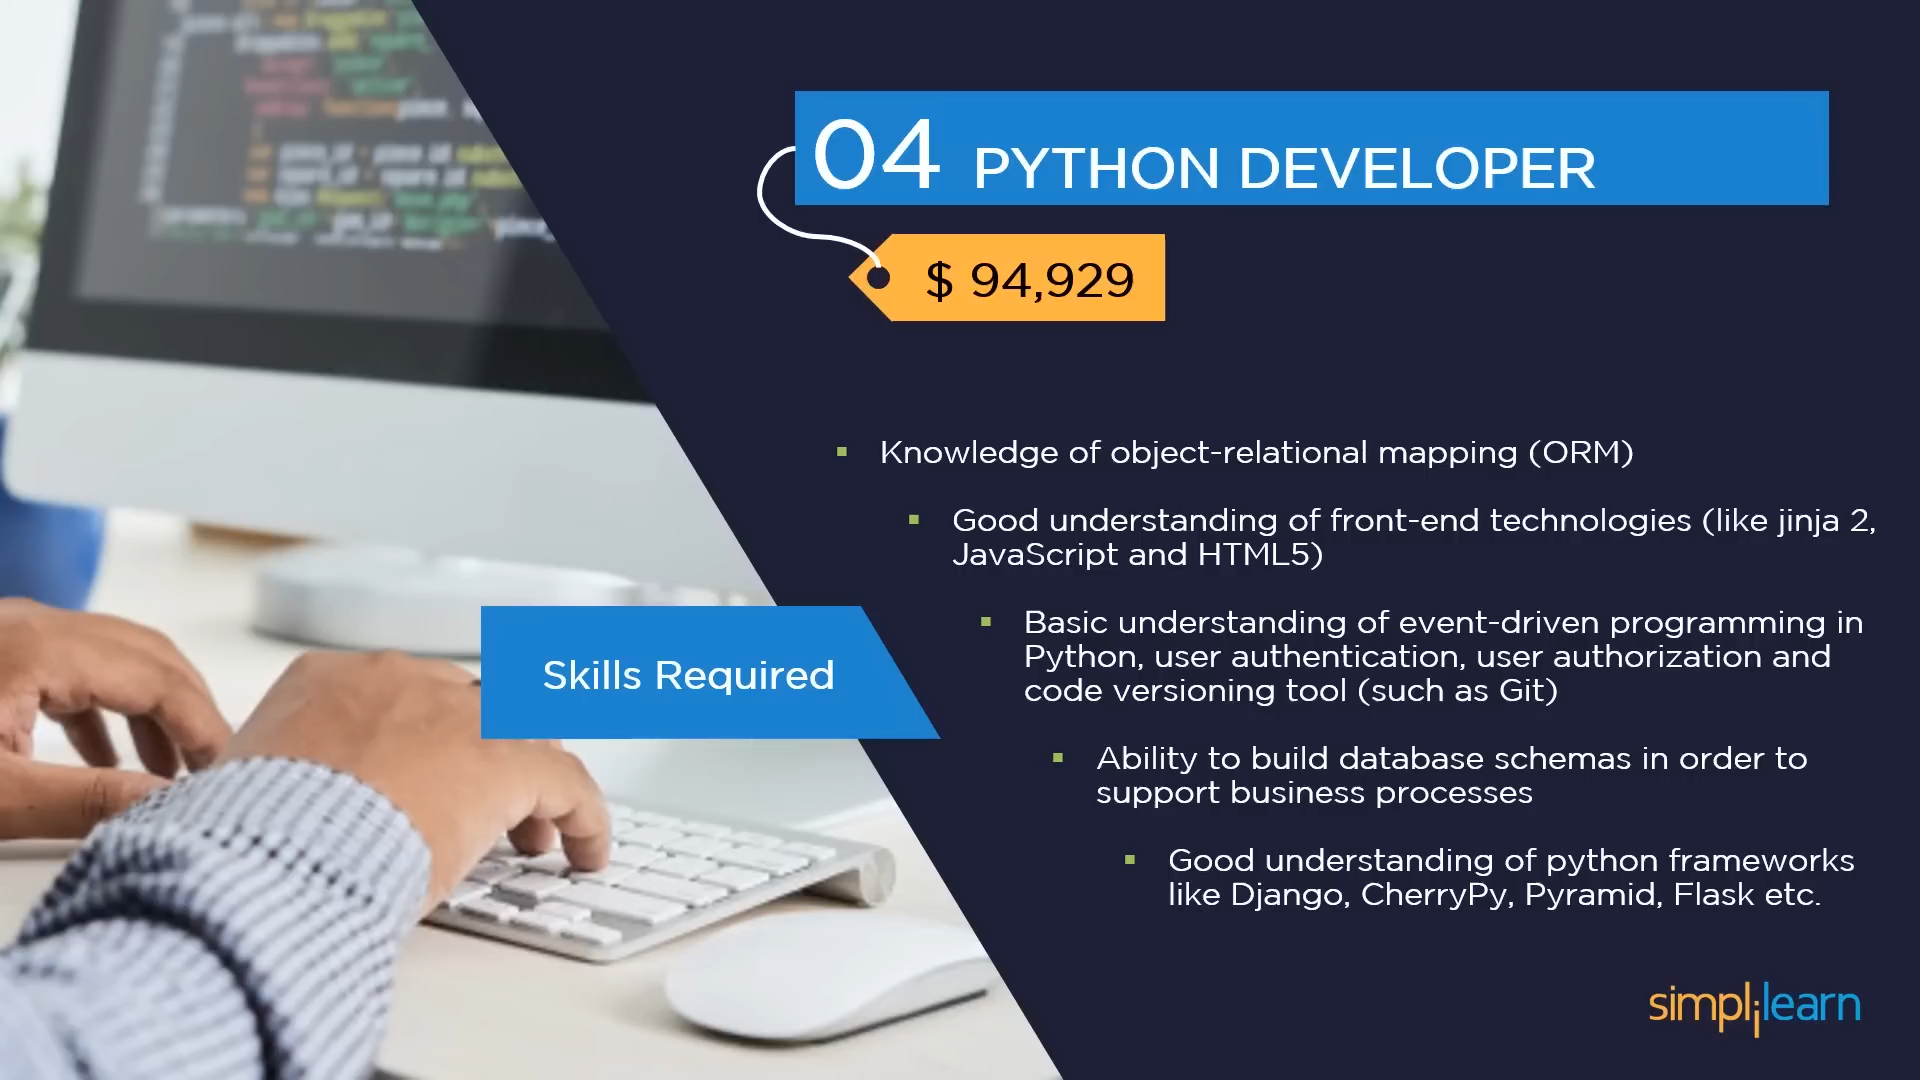 04 PYTHON DEVELOPER
$ 94,929
Knowledge of object-relational mapping (ORM)
Good understanding of front-end technologies (like jinja 2,
JavaScript and HTML5)
Basic understanding of event-driven programming in
Python, user authentication, user authorization and
code versioning tool (such as Git)
Skills Required
Ability to build database schemas in order to
support business processes
Good understanding of python frameworks
like Django, CherryPy, Pyramid, Flask etc.
simplilearn